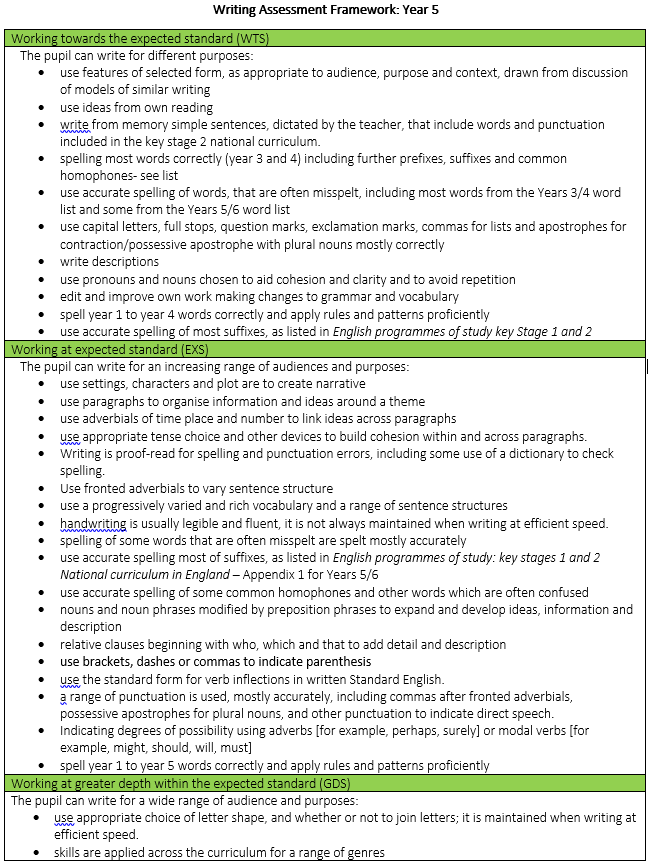 Writing Assessment Framework: Year 5
Working towards the expected standard (WTS)
The pupil can write for different purposes:
• use features of selected form, as appropriate to audience, purpose and context, drawn from discussion
of models of similar writing
• use ideas from own reading
• write from memory simple sentences, dictated by the teacher, that include words and punctuation
included in the key stage 2 national curriculum.
• spelling most words correctly (year 3 and 4) including further prefixes, suffixes and common
homophones- see list
• use accurate spelling of words, that are often misspelt, including most words from the Years 3/4 word
list and some from the Years 5/6 word list
• use capital letters, full stops, question marks, exclamation marks, commas for lists and apostrophes for
contraction/possessive apostrophe with plural nouns mostly correctly
• write descriptions
• use pronouns and nouns chosen to aid cohesion and clarity and to avoid repetition
• edit and improve own work making changes to grammar and vocabulary
• spell year 1 to year 4 words correctly and apply rules and patterns proficiently
• use accurate spelling of most suffixes, as listed in English programmes of study key Stage 1 and 2
Working at expected standard (EXS)
The pupil can write for an increasing range of audiences and purposes:
• use settings, characters and plot are to create narrative
• use paragraphs to organise information and ideas around a theme
• use adverbials of time place and number to link ideas across paragraphs
• use appropriate tense choice and other devices to build cohesion within and across paragraphs.
• Writing is proof-read for spelling and punctuation errors, including some use of a dictionary to check
spelling.
• Use fronted adverbials to vary sentence structure
• use a progressively varied and rich vocabulary and a range of sentence structures
• handwriting is usually legible and fluent, it is not always maintained when writing at efficient speed.
• spelling of some words that are often misspelt are spelt mostly accurately
• use accurate spelling most of suffixes, as listed in English programmes of study: key stages 1 and 2
National curriculum in England – Appendix 1 for Years 5/6
• use accurate spelling of some common homophones and other words which are often confused
• nouns and noun phrases modified by preposition phrases to expand and develop ideas, information and
description
• relative clauses beginning with who, which and that to add detail and description
• use brackets, dashes or commas to indicate parenthesis
• use the standard form for verb inflections in written Standard English.
• a range of punctuation is used, mostly accurately, including commas after fronted adverbials,
possessive apostrophes for plural nouns, and other punctuation to indicate direct speech.
• Indicating degrees of possibility using adverbs [for example, perhaps, surely] or modal verbs [for
example, might, should, will, must]
• spell year 1 to year 5 words correctly and apply rules and patterns proficiently
Working at greater depth within the expected standard (GDS)
The pupil can write for a wide range of audience and purposes:
• use appropriate choice of letter shape, and whether or not to join letters; it is maintained when writing at
efficient speed.
• skills are applied across the curriculum for a range of genres